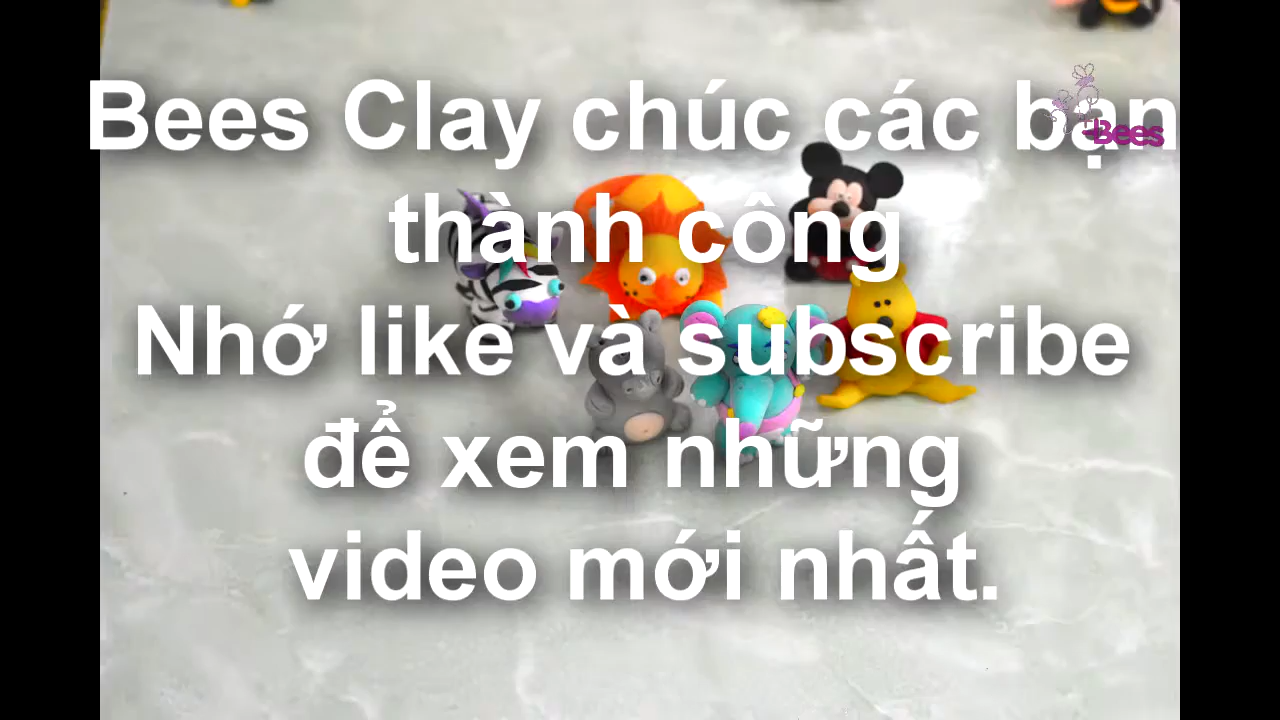 Bees Clay chúc các bạn
thành công
Nhớ like và subscribe
để xem những
video mới nhất.
Bees